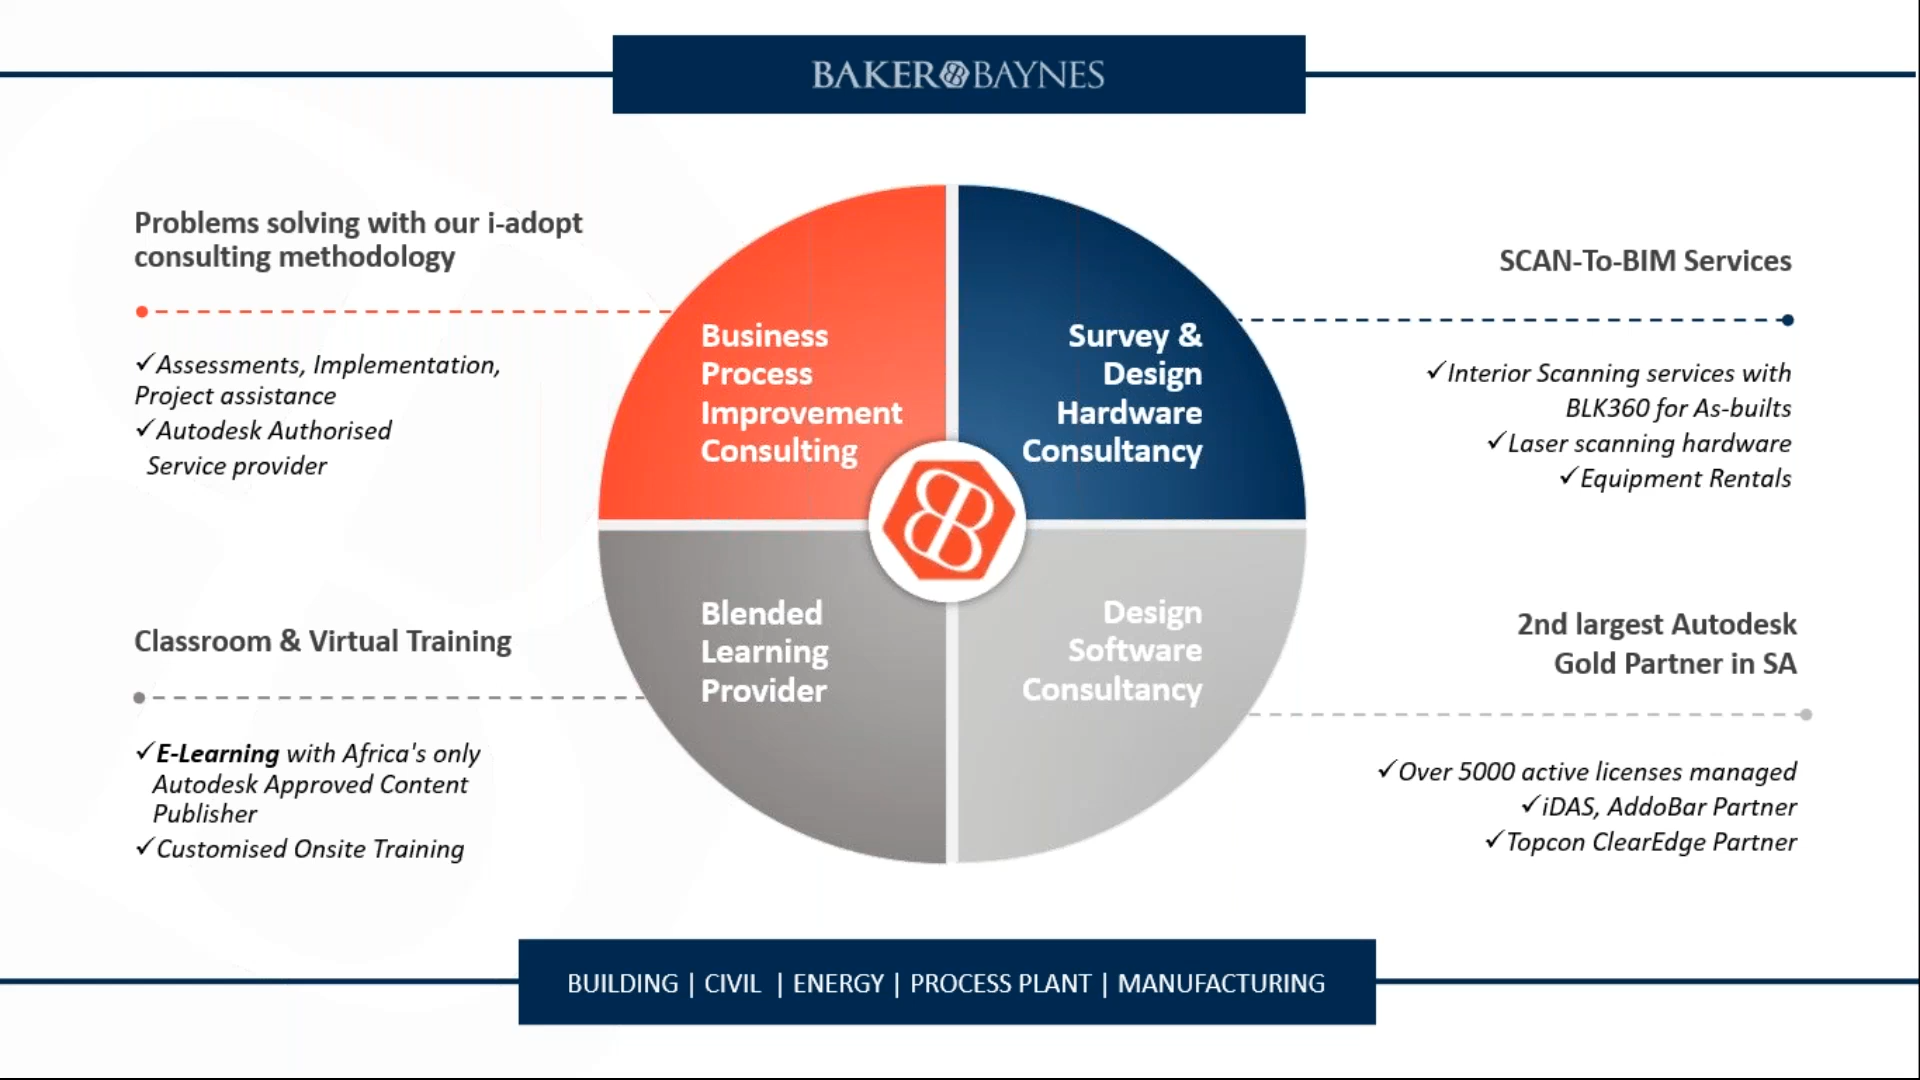 BAKER BAYNES
Problems solving with our i-adopt
consulting methodology
✓Assessments, Implementation,
Project assistance
✓Autodesk Authorised
Service provider
Business
Process
Improvement
Consulting
Survey &
Design
Hardware
Consultancy
SCAN-To-BIM Services
✓Interior Scanning services with
BLK360 for As-builts
✓Laser scanning hardware
✓Equipment Rentals
Classroom & Virtual Training
✓E-Learning with Africa's only
Autodesk Approved Content
Publisher
✓Customised Onsite Training
Blended
Learning
Provider
Design
Software
Consultancy
2nd largest Autodesk
Gold Partner in SA
✓Over 5000 active licenses managed
✓iDAS, AddoBar Partner
✓Topcon ClearEdge Partner
BUILDING | CIVIL | ENERGY | PROCESS PLANT | MANUFACTURING